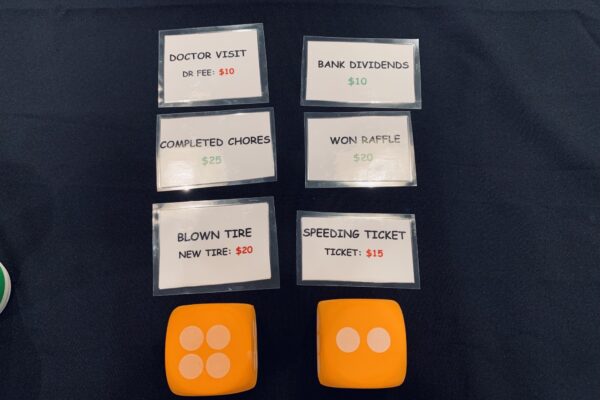 DOCTOR VISIT
DR FEE: $10
BANK DIVIDENDS
$10
COMPLETED CHORES
$25
WON RAFFLE
$20
BLOWN TIRE
NEW TIRE: $20
SPEEDING TICKET
TICKET: $15